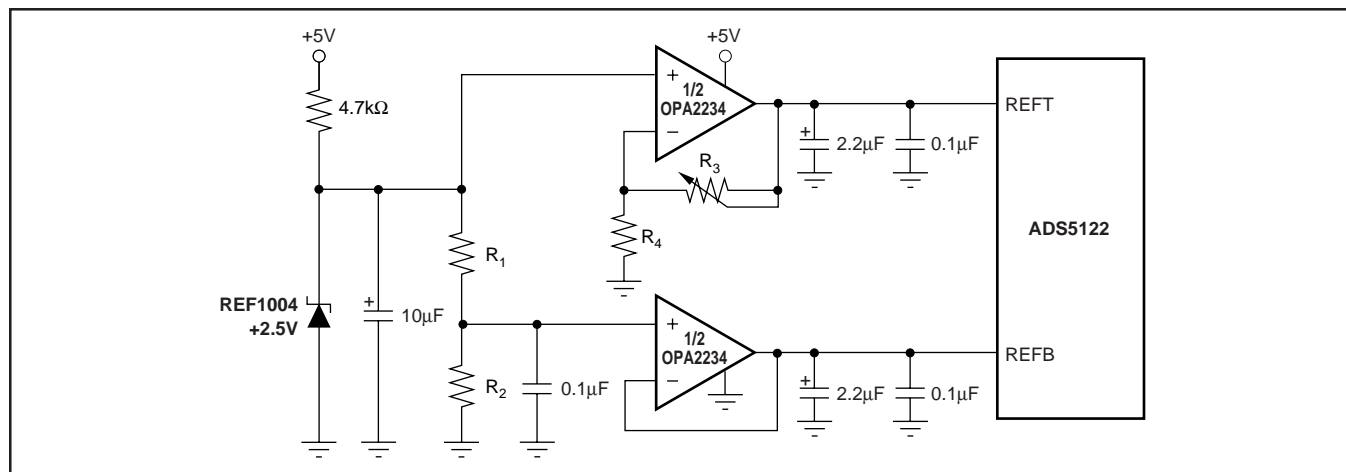 +5V
+5V
+
1/2
OPA2234
−
4.7kΩ
R3
+
2.2µF
0.1µF
REFT
R4
ADS5122
R1
REF1004
+2.5V
+
10µF
R2
0.1µF
+
1/2
OPA2234
−
+
2.2µF
0.1µF
REFB